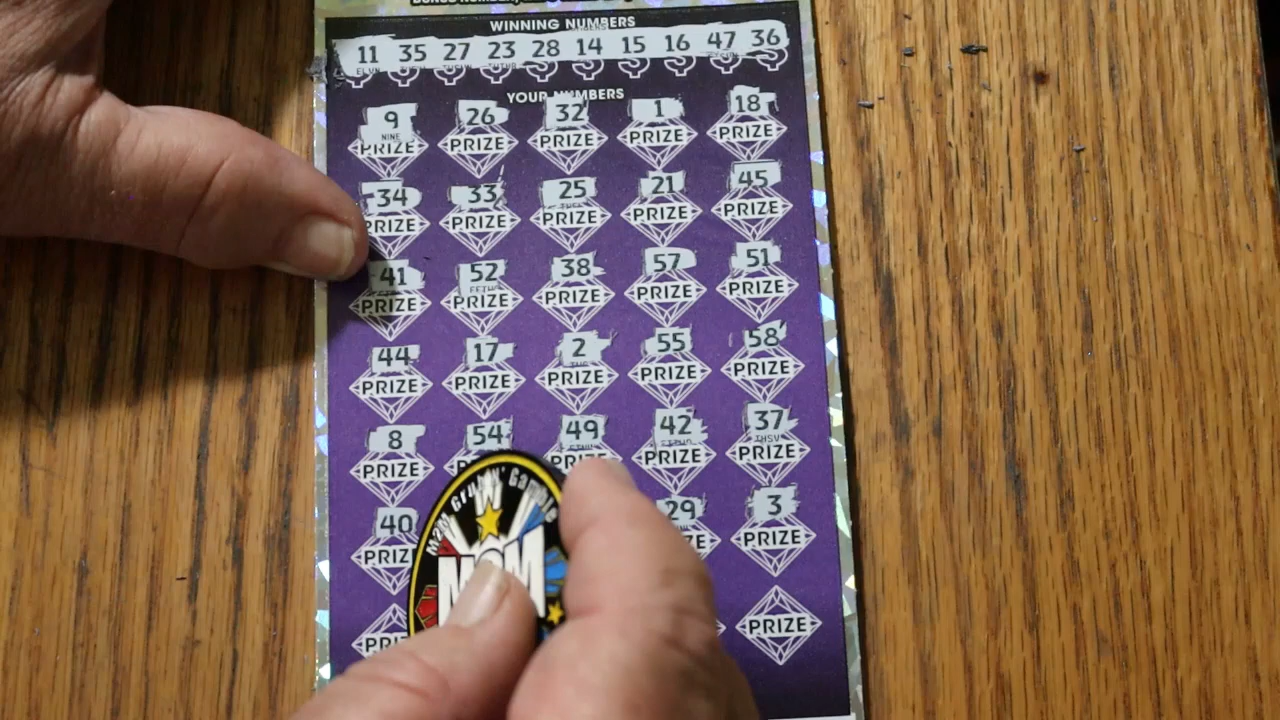 WINNING NUMBERS
11 35 27 23 28 14 15 16 47 36
YOUR NUMBERS
9 26 32 1 18
NINE
PRIZE PRIZE PRIZE PRIZE PRIZE
34 33 25 21 45
PRIZE PRIZE PRIZE PRIZE PRIZE
41 52 38 57 51
PRIZE PRIZE PRIZE PRIZE PRIZE
44 17 2 55 58
PRIZE PRIZE PRIZE PRIZE PRIZE
8 54 49 42 37
PRIZE PRIZE PRIZE PRIZE
40 29 3
PRIZE
PRIZE
M2M